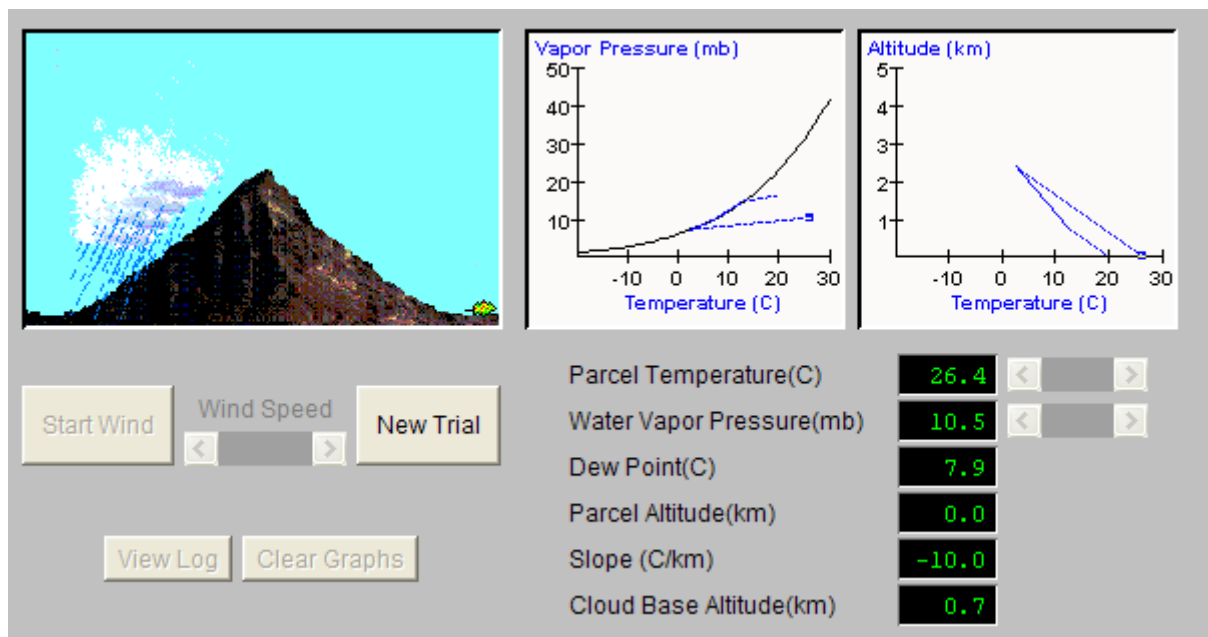 Vapor Pressure (mb)
50
40
30
20
10
-10 0 10 20 30
Temperature (C)
Altitude (km)
5
4
3
2
1
-10 0 10 20 30
Temperature (C)
Start Wind
Wind Speed
New Trial
View Log
Clear Graphs
Parcel Temperature(C) 26.4
Water Vapor Pressure(mb) 10.5
Dew Point(C) 7.9
Parcel Altitude(km) 0.0
Slope (C/km) -10.0
Cloud Base Altitude(km) 0.7